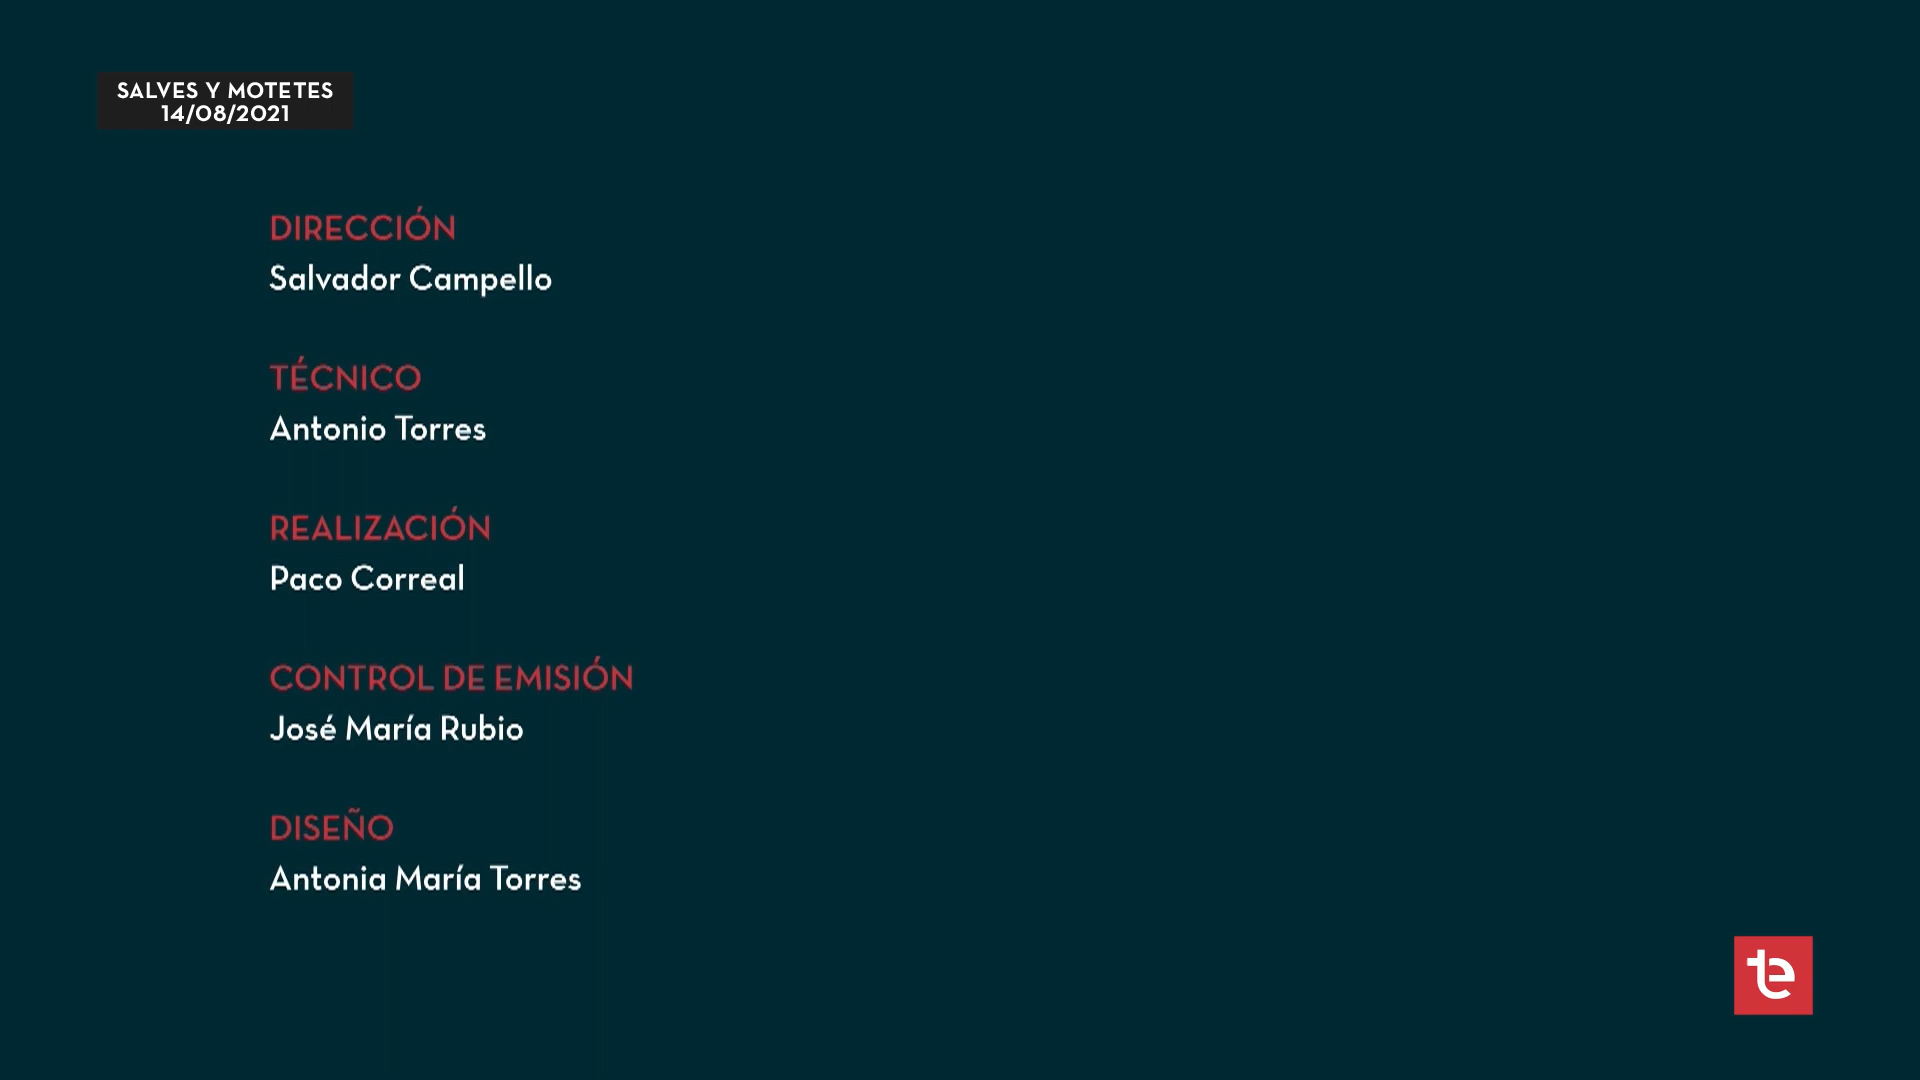 SALVES Y MOTETES
14/08/2021
DIRECCIÓN
Salvador Campello
TÉCNICO
Antonio Torres
REALIZACIÓN
Paco Correal
CONTROL DE EMISIÓN
José María Rubio
DISEÑO
Antonia María Torres
te